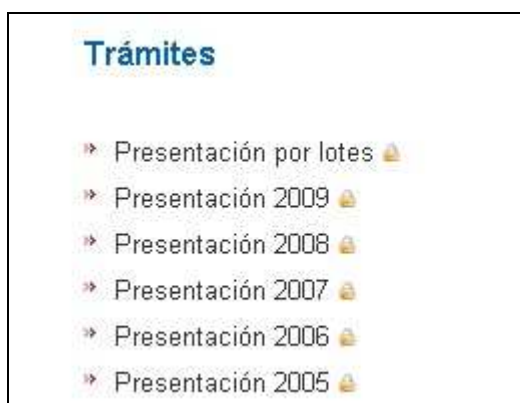 Trámites
Presentación por lotes
Presentación 2009
Presentación 2008
Presentación 2007
Presentación 2006
Presentación 2005